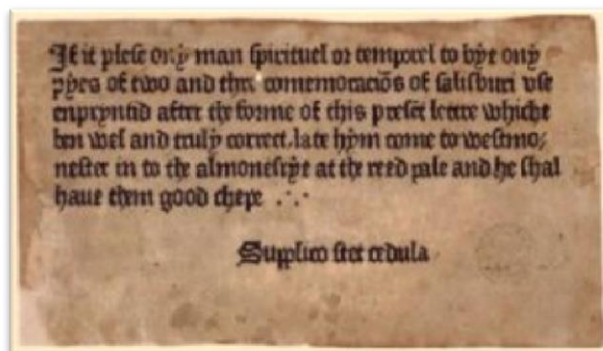 If it plese ony man spirituel or temporel to bye ony
pyes of two and thre comemoraciõs of salisburi vse
enpryntid after the forme of this preset lettre whiche
ben wel and truly correct, late hym come to westmo;
nester in to the almonesrye at the reed pale and he shal
haue them good chepe .·.
Supplico stet cedula